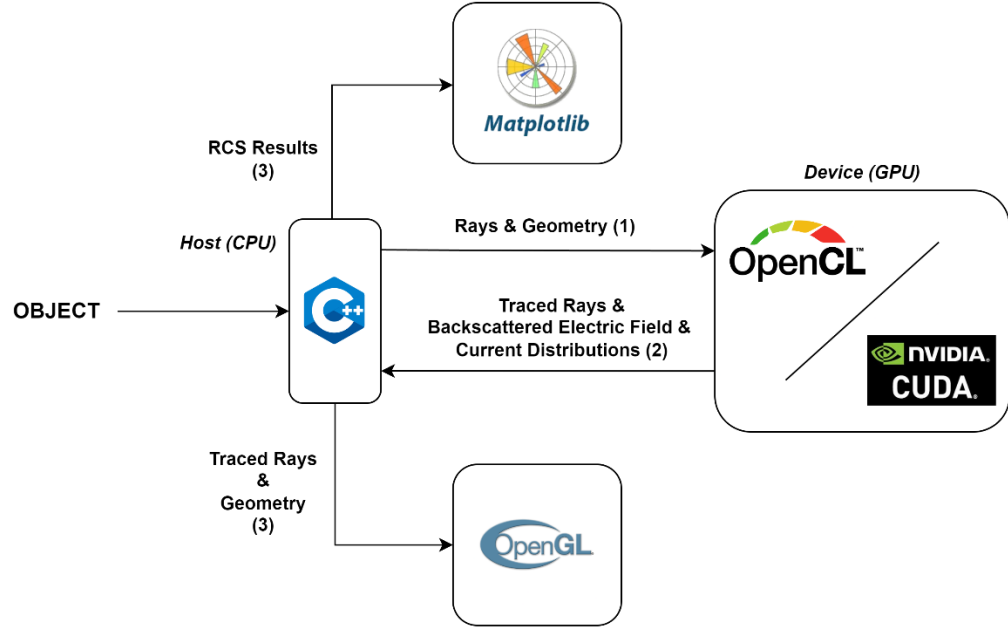 Matplotlib
RCS Results
(3)
Device (GPU)
Host (CPU)
Rays & Geometry (1)
OpenCL™
C++
OBJECT
Traced Rays &
Backscattered Electric Field &
Current Distributions (2)
NVIDIA.
CUDA.
Traced Rays
&
Geometry
(3)
OpenGL